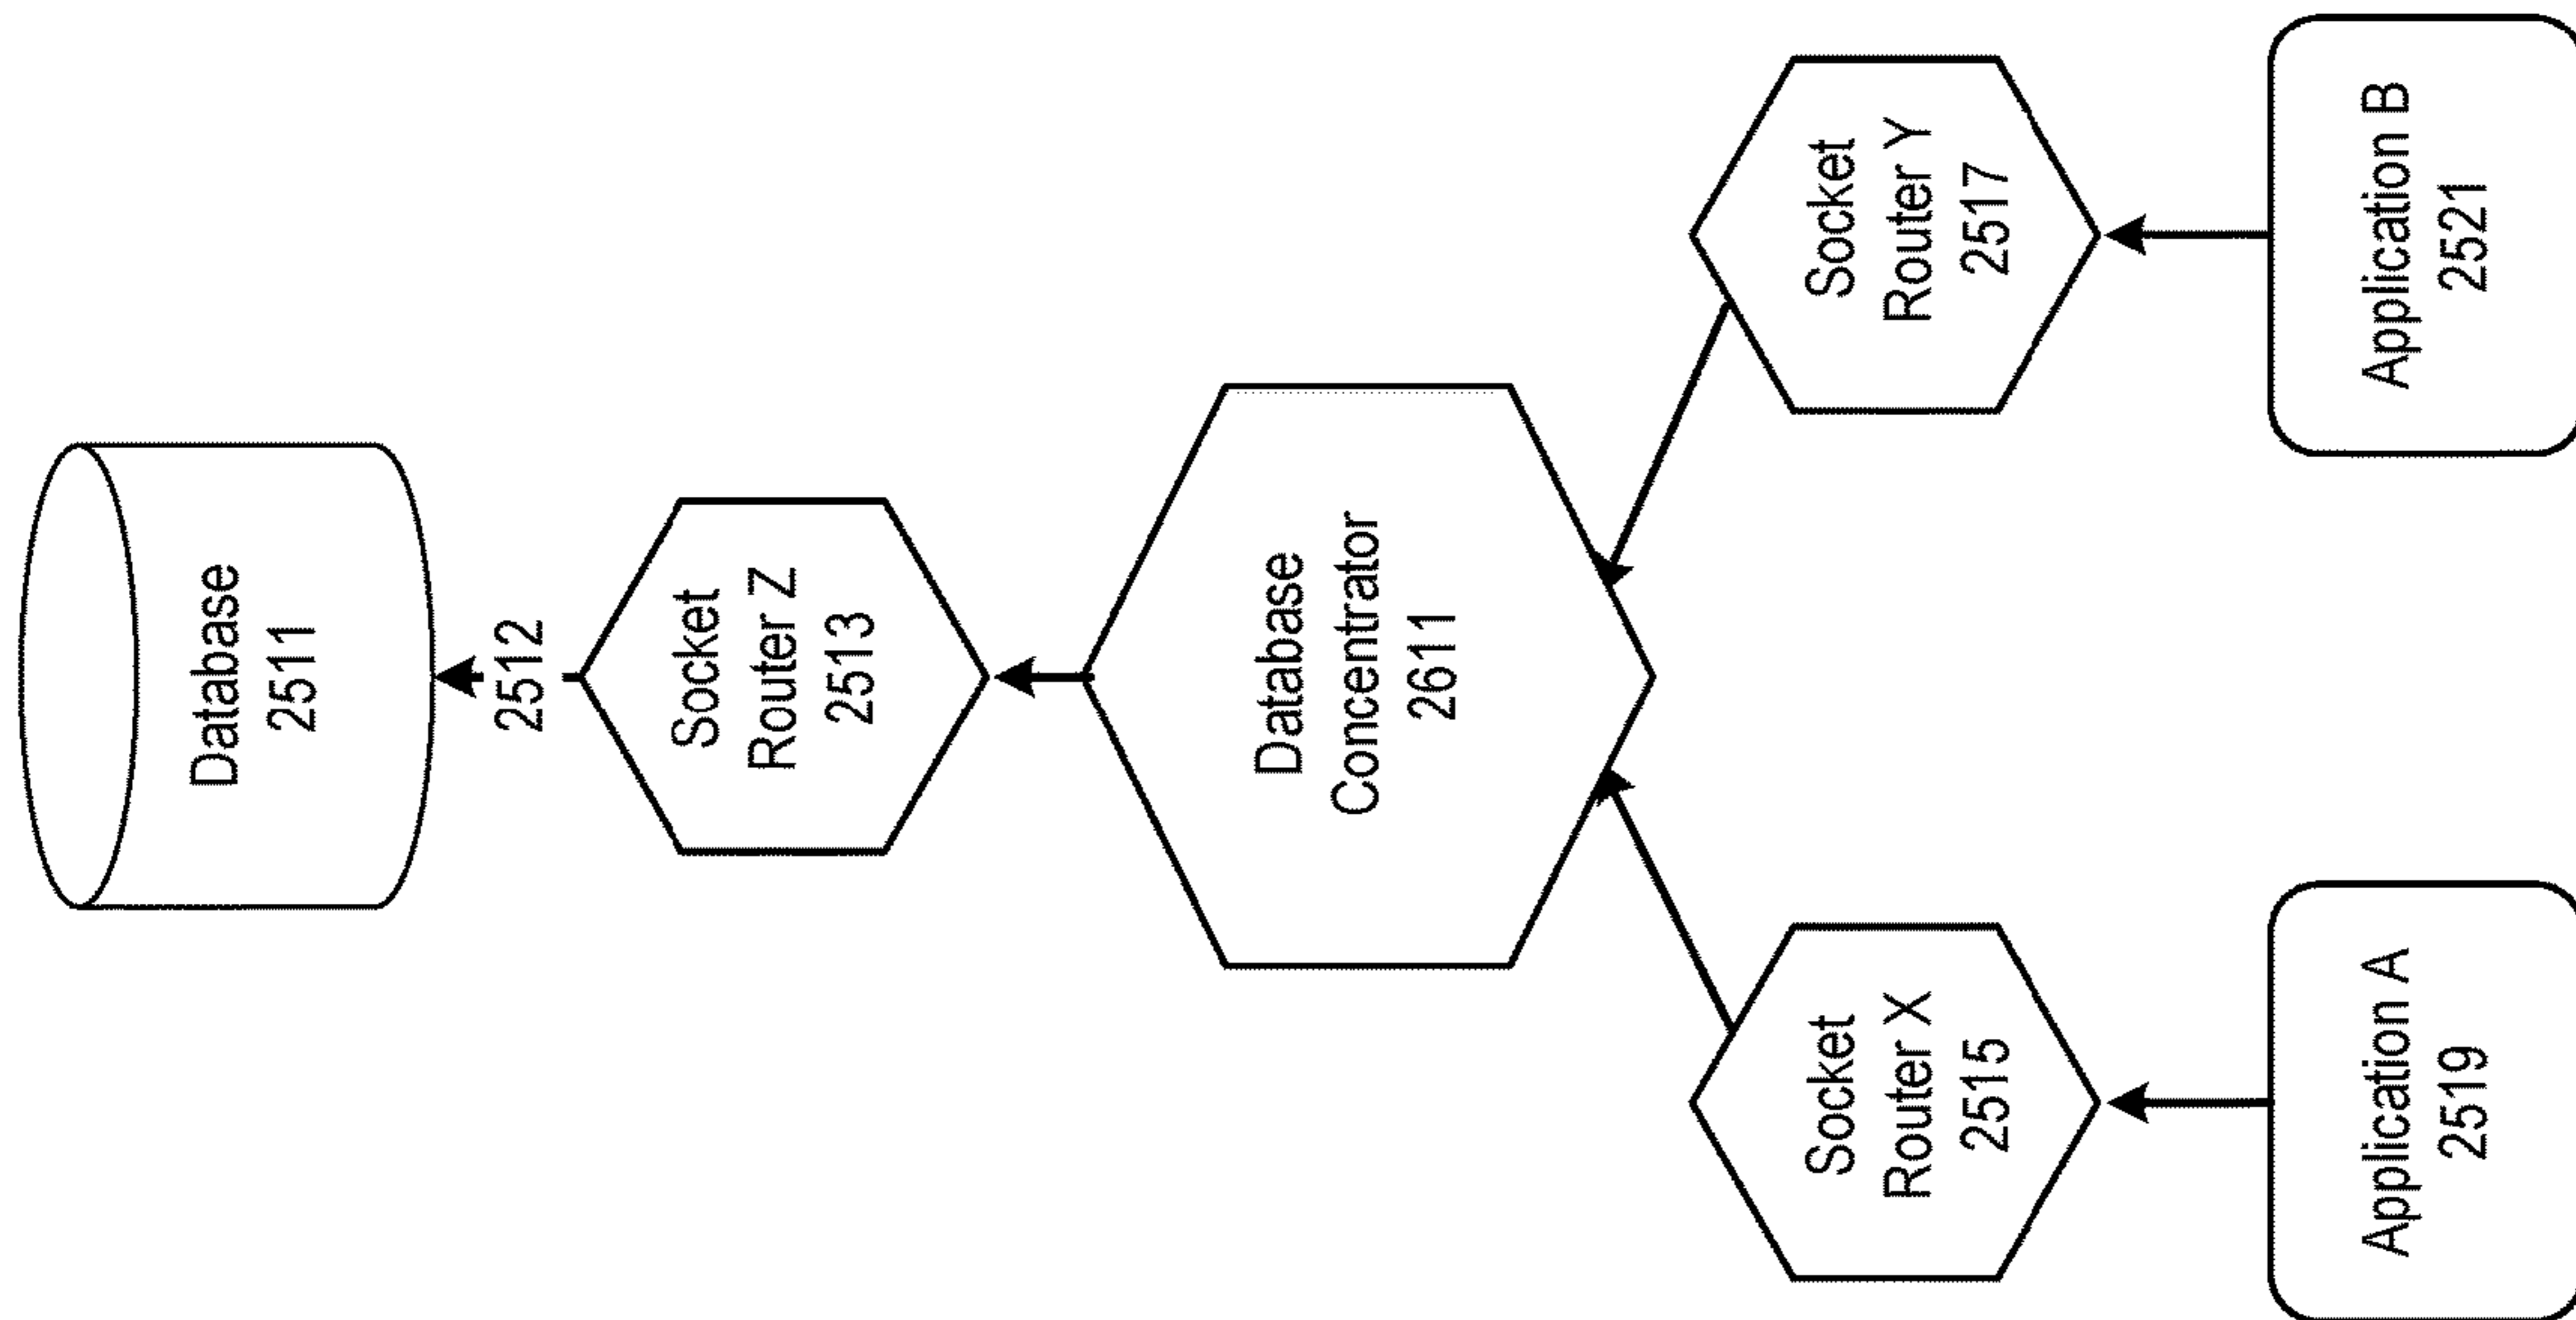 Database
2511
2512
Socket
Router Z
2513
Database
Concentrator
2611
Socket
Router X
2515
Socket
Router Y
2517
Application A
2519
Application B
2521